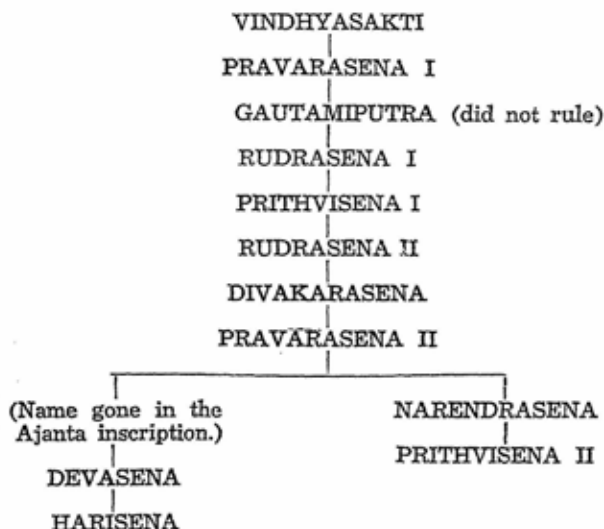 VINDHYASAKTI
PRAVARASENA I
GAUTAMIPUTRA (did not rule)
RUDRASENA I
PRITHVISENA I
RUDRASENA II
DIVAKARASENA
PRAVARASENA II
(Name gone in the
Ajanta inscription.)
DEVASENA
HARISENA
NARENDRASENA
PRITHVISENA II